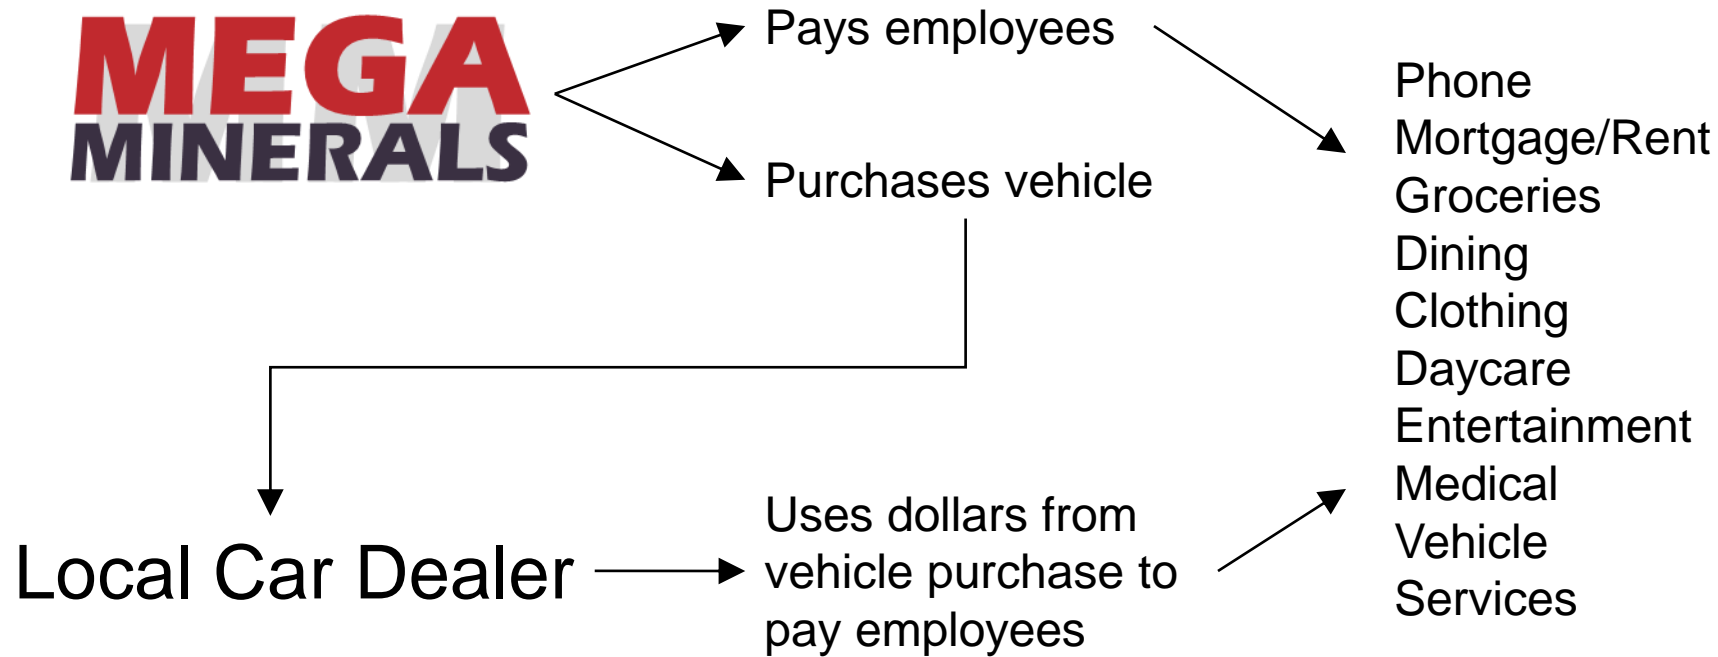 MEGA
MINERALS
Pays employees
Purchases vehicle
Phone
Mortgage/Rent
Groceries
Dining
Clothing
Daycare
Entertainment
Medical
Vehicle
Services
Local Car Dealer
Uses dollars from
vehicle purchase to
pay employees